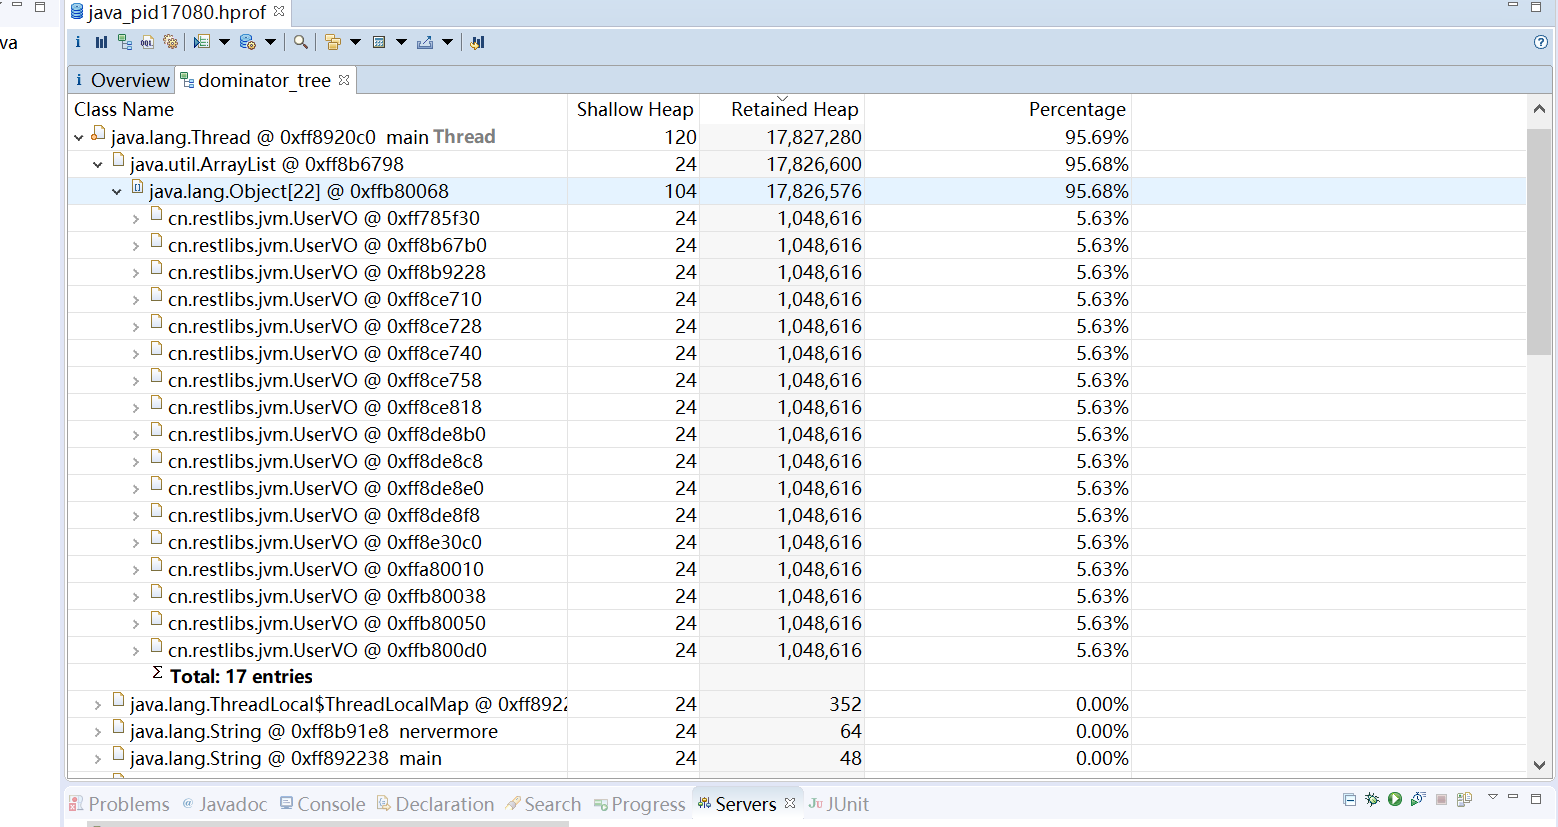 java_pid17080.hprof
va
Overview dominator_tree
Class Name Shallow Heap Retained Heap Percentage
java.lang.Thread @ 0xff8920c0 main Thread 120 17,827,280 95.69%
java.util.ArrayList @ 0xff8b6798 24 17,826,600 95.68%
java.lang.Object[22] @ 0xffb80068 104 17,826,576 95.68%
cn.restlibs.jvm.UserVO @ 0xff785f30 24 1,048,616 5.63%
cn.restlibs.jvm.UserVO @ 0xff8b67b0 24 1,048,616 5.63%
cn.restlibs.jvm.UserVO @ 0xff8b9228 24 1,048,616 5.63%
cn.restlibs.jvm.UserVO @ 0xff8ce710 24 1,048,616 5.63%
cn.restlibs.jvm.UserVO @ 0xff8ce728 24 1,048,616 5.63%
cn.restlibs.jvm.UserVO @ 0xff8ce740 24 1,048,616 5.63%
cn.restlibs.jvm.UserVO @ 0xff8ce758 24 1,048,616 5.63%
cn.restlibs.jvm.UserVO @ 0xff8ce818 24 1,048,616 5.63%
cn.restlibs.jvm.UserVO @ 0xff8de8b0 24 1,048,616 5.63%
cn.restlibs.jvm.UserVO @ 0xff8de8c8 24 1,048,616 5.63%
cn.restlibs.jvm.UserVO @ 0xff8de8e0 24 1,048,616 5.63%
cn.restlibs.jvm.UserVO @ 0xff8de8f8 24 1,048,616 5.63%
cn.restlibs.jvm.UserVO @ 0xff8e30c0 24 1,048,616 5.63%
cn.restlibs.jvm.UserVO @ 0xffa80010 24 1,048,616 5.63%
cn.restlibs.jvm.UserVO @ 0xffb80038 24 1,048,616 5.63%
cn.restlibs.jvm.UserVO @ 0xffb80050 24 1,048,616 5.63%
cn.restlibs.jvm.UserVO @ 0xffb800d0 24 1,048,616 5.63%
Σ Total: 17 entries
java.lang.ThreadLocal$ThreadLocalMap @ 0xff892 24 352 0.00%
java.lang.String @ 0xff8b91e8 nervermore 24 64 0.00%
java.lang.String @ 0xff892238 main 24 48 0.00%
Problems @ Javadoc Console Declaration Search Progress Servers JU JUnit